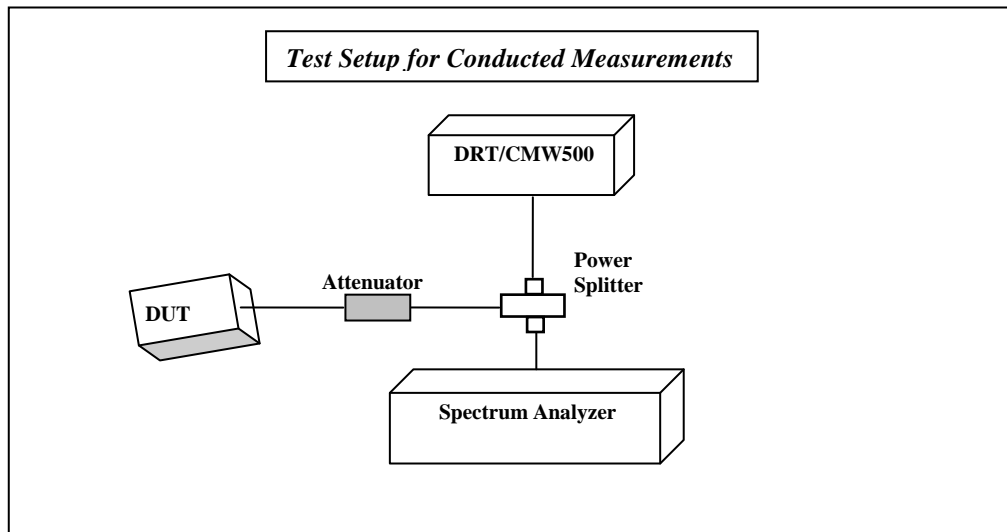 Test Setup for Conducted Measurements
DRT/CMW500
Power
Splitter
Attenuator
DUT
Spectrum Analyzer